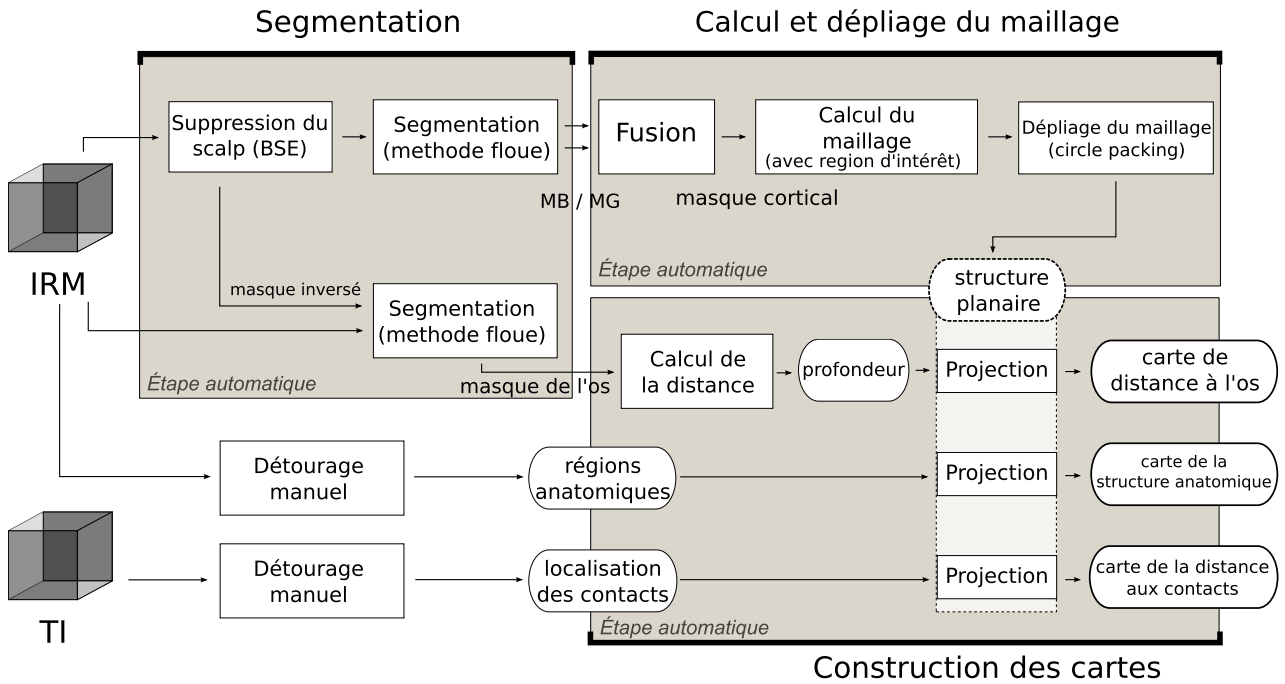 Segmentation
Calcul et dépliage du maillage
Suppression du
scalp (BSE)
Segmentation
(methode floue)
Fusion
Calcul du
maillage
(avec region d'intérêt)
Dépliage du maillage
(circle packing)
MB / MG
masque cortical
IRM
Étape automatique
structure
planaire
masque inversé
Segmentation
(methode floue)
Étape automatique
masque de l'os
Calcul de
la distance
profondeur
Projection
carte de
distance à l'os
Détourage
manuel
régions
anatomiques
Projection
carte de la
structure anatomique
TI
Détourage
manuel
localisation
des contacts
Projection
carte de la distance
aux contacts
Étape automatique
Construction des cartes